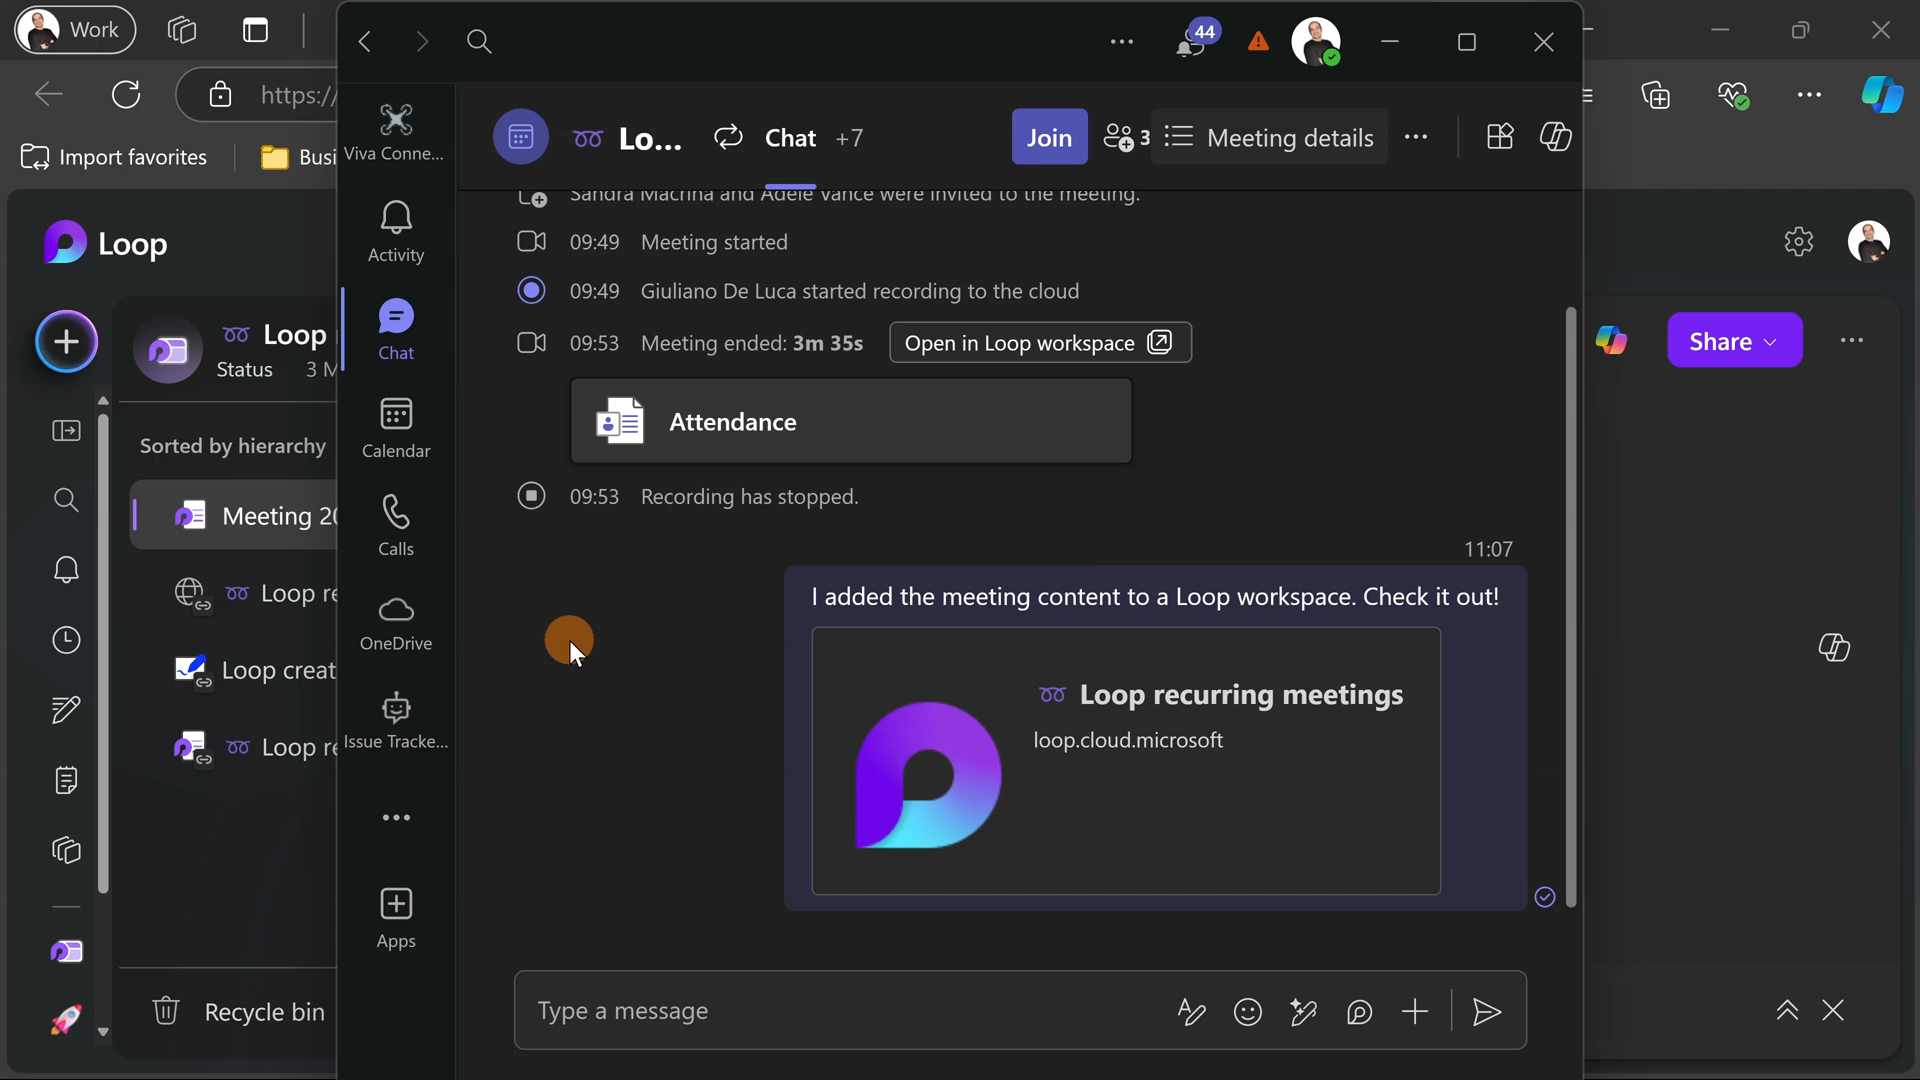 Work
https://
Import favorites
Busi
Loop
Loop
Status 3 M
Sorted by hierarchy
Meeting 20
Loop re
Loop creat
Loop re
Recycle bin
44
Viva Conne...
Activity
Chat
Calendar
Calls
OneDrive
Issue Tracke...
Apps
Lo...
Chat
+7
Join
3
Meeting details
Sandra Macrina and Adele Vance were invited to the meeting.
09:49 Meeting started
09:49 Giuliano De Luca started recording to the cloud
09:53 Meeting ended: 3m 35s
Open in Loop workspace
Attendance
09:53 Recording has stopped.
11:07
I added the meeting content to a Loop workspace. Check it out!
Loop recurring meetings
loop.cloud.microsoft
Type a message
Share